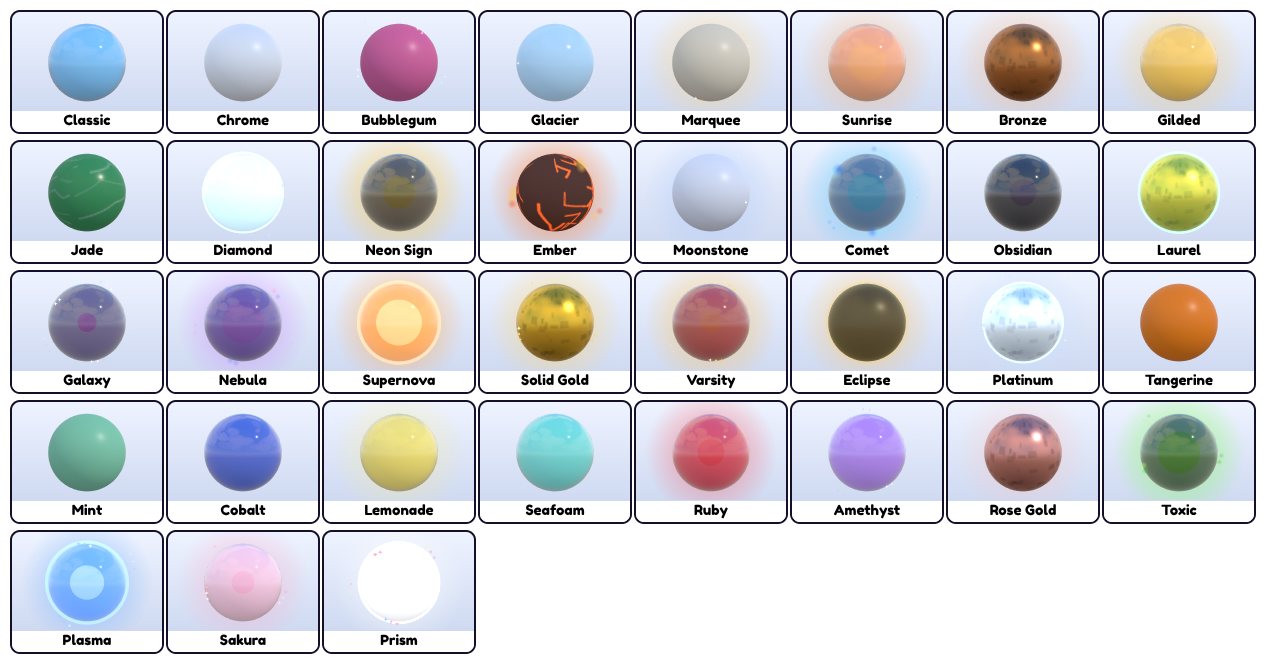 Classic
Chrome
Bubblegum
Glacier
Marquee
Sunrise
Bronze
Gilded
Jade
Diamond
Neon Sign
Ember
Moonstone
Comet
Obsidian
Laurel
Galaxy
Nebula
Supernova
Solid Gold
Varsity
Eclipse
Platinum
Tangerine
Mint
Cobalt
Lemonade
Seafoam
Ruby
Amethyst
Rose Gold
Toxic
Plasma
Sakura
Prism